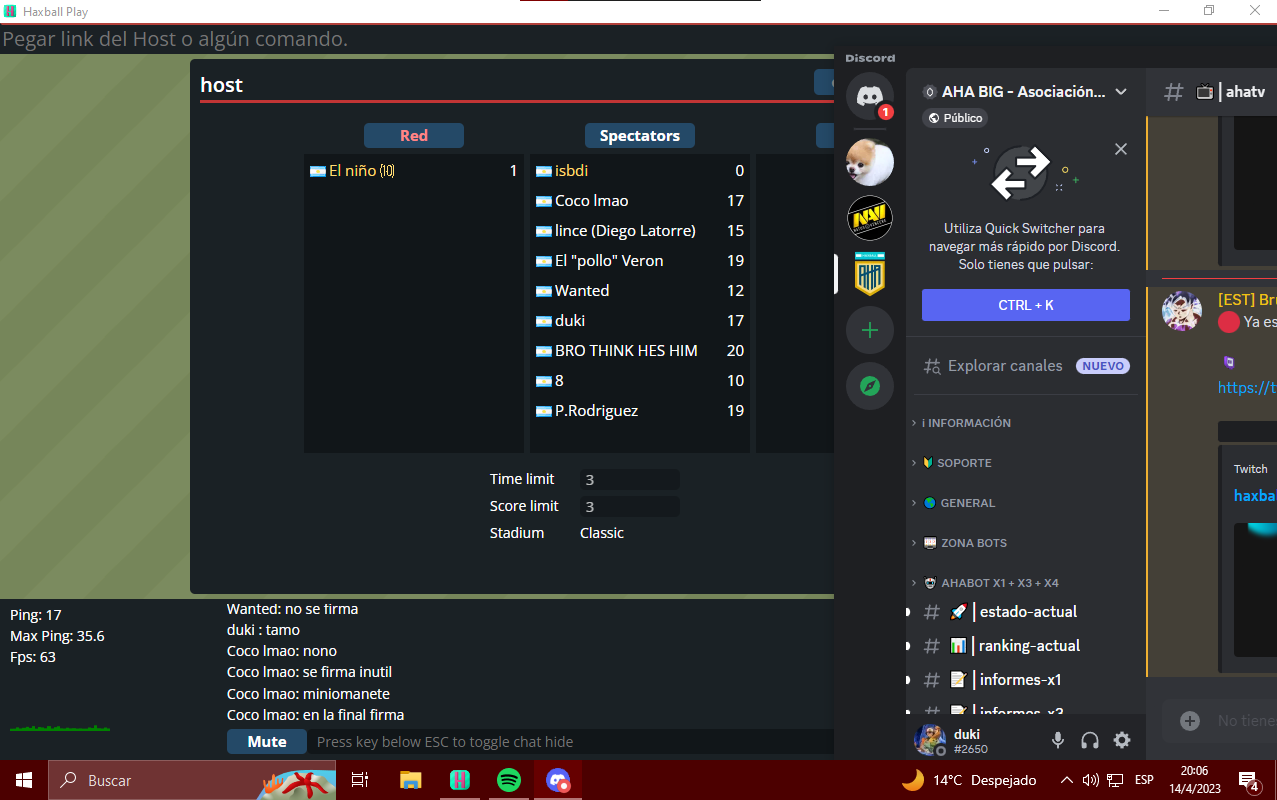 Haxball Play
Pegar link del Host o algún comando.
host
Red
Spectators
El niño (10) 1
isbdi 0
Coco lmao 17
lince (Diego Latorre) 15
El "pollo" Veron 19
Wanted 12
duki 17
BRO THINK HES HIM 20
8 10
P.Rodriguez 19
Time limit 3
Score limit 3
Stadium Classic
Ping: 17
Max Ping: 35.6
Fps: 63
Wanted: no se firma
duki : tamo
Coco lmao: nono
Coco lmao: se firma inutil
Coco lmao: miniomanete
Coco lmao: en la final firma
Mute
Press key below ESC to toggle chat hide
Discord
1
NAVI
AHA
AHA BIG - Asociación...
Público
Utiliza Quick Switcher para
navegar más rápido por Discord.
Solo tienes que pulsar:
CTRL + K
Explorar canales NUEVO
i INFORMACIÓN
SOPORTE
GENERAL
ZONA BOTS
AHABOT X1 + X3 + X4
# | estado-actual
# | ranking-actual
# | informes-x1
# | informes-x3
duki
#2650
# | ahatv
[EST] Br
Ya es
https://t
Twitch
haxba
No tiene
Buscar
14°C Despejado
ESP
20:06
14/4/2023
4